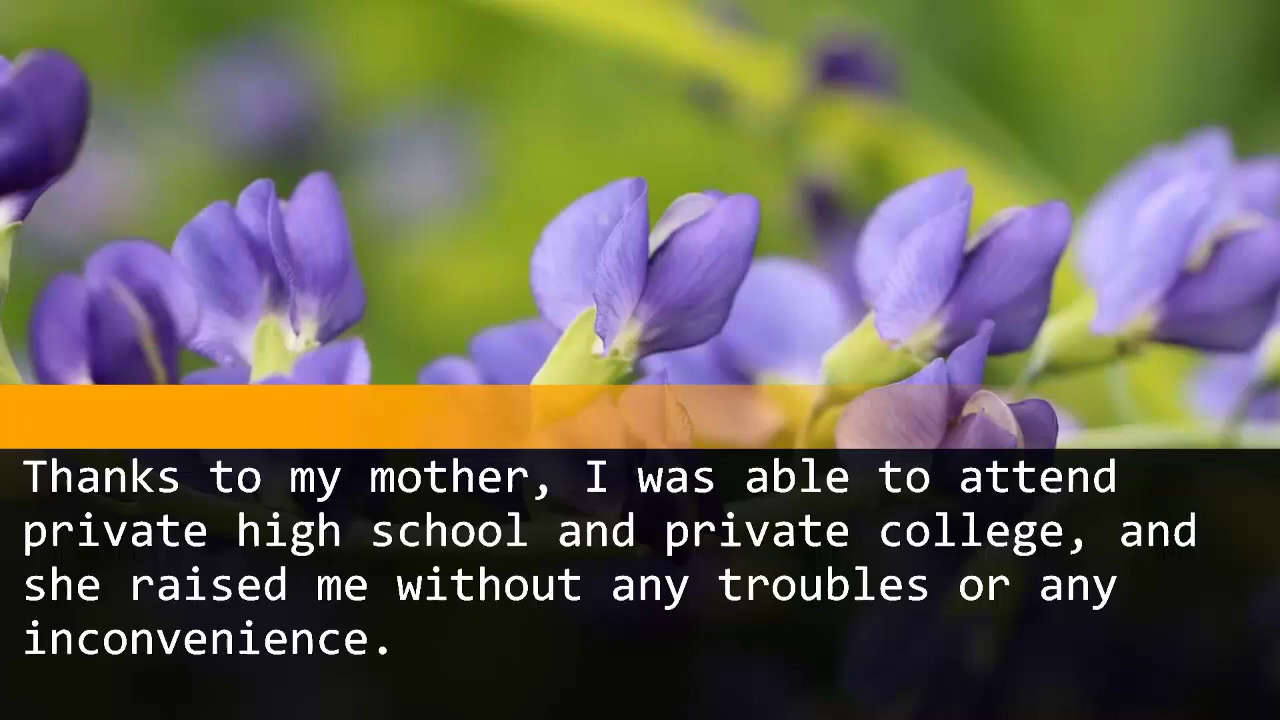 Thanks to my mother, I was able to attend
private high school and private college, and
she raised me without any troubles or any
inconvenience.